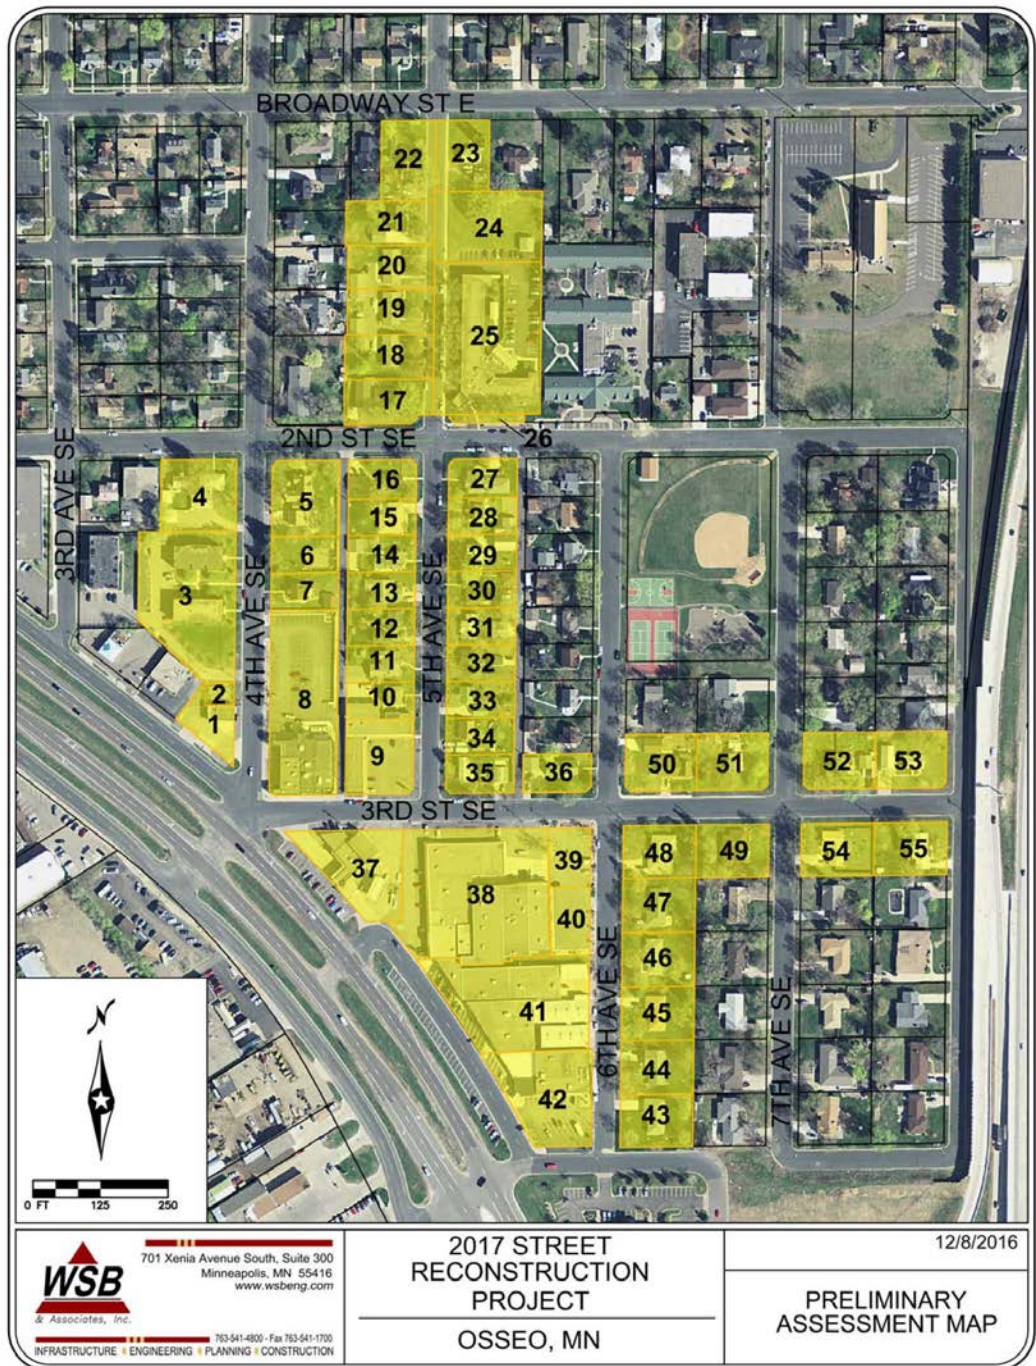 BROADWAY ST E
22
23
21
24
20
19
25
18
17
26
2ND ST SE
3RD AVE SE
4
5
16
27
15
28
6
14
29
4TH AVE SE
5TH AVE SE
3
7
13
30
12
31
11
32
2
8
10
33
1
34
9
35
36
50
51
52
53
3RD ST SE
37
38
39
48
49
54
55
40
47
46
41
6TH AVE SE
45
7TH AVE SE
44
42
43
N
0 FT 125 250
WSB
& Associates, Inc.
701 Xenia Avenue South, Suite 300
Minneapolis, MN 55416
www.wsbeng.com
763-541-4800 - Fax 763-541-1700
INFRASTRUCTURE ENGINEERING PLANNING CONSTRUCTION
2017 STREET
RECONSTRUCTION
PROJECT
OSSEO, MN
12/8/2016
PRELIMINARY
ASSESSMENT MAP